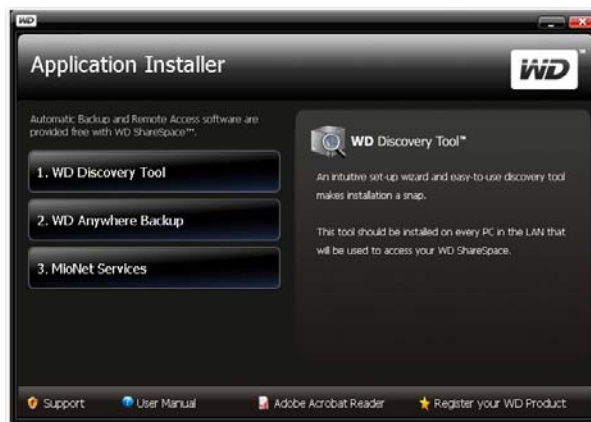 WD
Application Installer
WD™
Automatic Backup and Remote Access software are
provided free with WD ShareSpace™.
1. WD Discovery Tool
2. WD Anywhere Backup
3. MioNet Services
WD Discovery Tool™
An intuitive set-up wizard and easy-to-use discovery tool
makes installation a snap.
This tool should be installed on every PC in the LAN that
will be used to access your WD ShareSpace.
Support
User Manual
Adobe Acrobat Reader
Register your WD Product